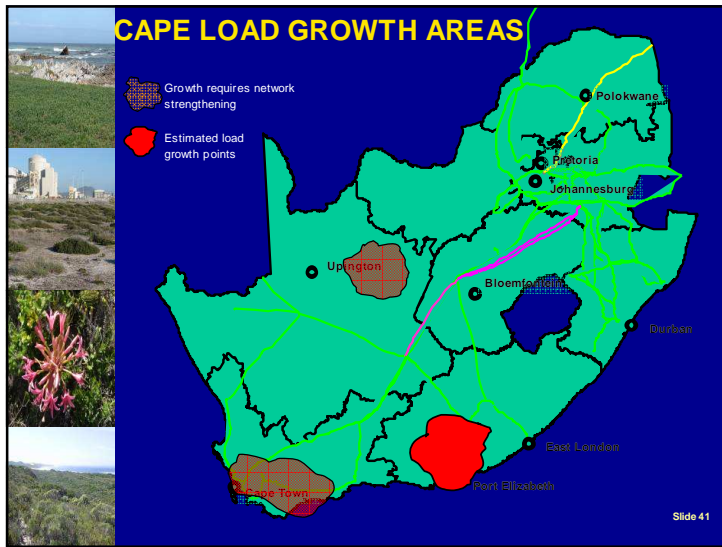 CAPE LOAD GROWTH AREAS
Growth requires network
strengthening
Estimated load
growth points
Polokwane
Pretoria
Johannesburg
Upington
Bloemfontein
Durban
East London
Port Elizabeth
Cape Town
Slide 41